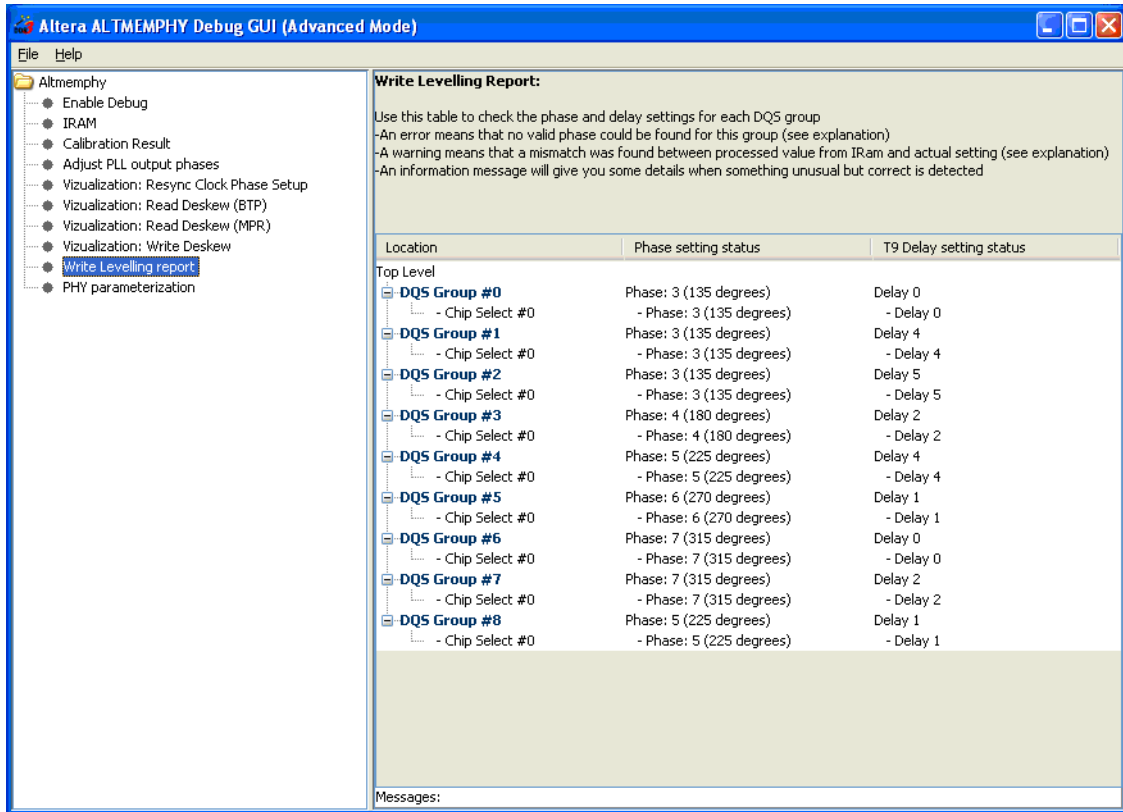 Altera ALTMEMPHY Debug GUI (Advanced Mode)
File Help
Altmemphy
Enable Debug
IRAM
Calibration Result
Adjust PLL output phases
Vizualization: Resync Clock Phase Setup
Vizualization: Read Deskew (BTP)
Vizualization: Read Deskew (MPR)
Vizualization: Write Deskew
Write Levelling report
PHY parameterization
Write Levelling Report:
Use this table to check the phase and delay settings for each DQS group
-An error means that no valid phase could be found for this group (see explanation)
-A warning means that a mismatch was found between processed value from IRam and actual setting (see explanation)
-An information message will give you some details when something unusual but correct is detected
Location Phase setting status T9 Delay setting status
Top Level
DQS Group #0 Phase: 3 (135 degrees) Delay 0
- Chip Select #0 - Phase: 3 (135 degrees) - Delay 0
DQS Group #1 Phase: 3 (135 degrees) Delay 4
- Chip Select #0 - Phase: 3 (135 degrees) - Delay 4
DQS Group #2 Phase: 3 (135 degrees) Delay 5
- Chip Select #0 - Phase: 3 (135 degrees) - Delay 5
DQS Group #3 Phase: 4 (180 degrees) Delay 2
- Chip Select #0 - Phase: 4 (180 degrees) - Delay 2
DQS Group #4 Phase: 5 (225 degrees) Delay 4
- Chip Select #0 - Phase: 5 (225 degrees) - Delay 4
DQS Group #5 Phase: 6 (270 degrees) Delay 1
- Chip Select #0 - Phase: 6 (270 degrees) - Delay 1
DQS Group #6 Phase: 7 (315 degrees) Delay 0
- Chip Select #0 - Phase: 7 (315 degrees) - Delay 0
DQS Group #7 Phase: 7 (315 degrees) Delay 2
- Chip Select #0 - Phase: 7 (315 degrees) - Delay 2
DQS Group #8 Phase: 5 (225 degrees) Delay 1
- Chip Select #0 - Phase: 5 (225 degrees) - Delay 1
Messages: